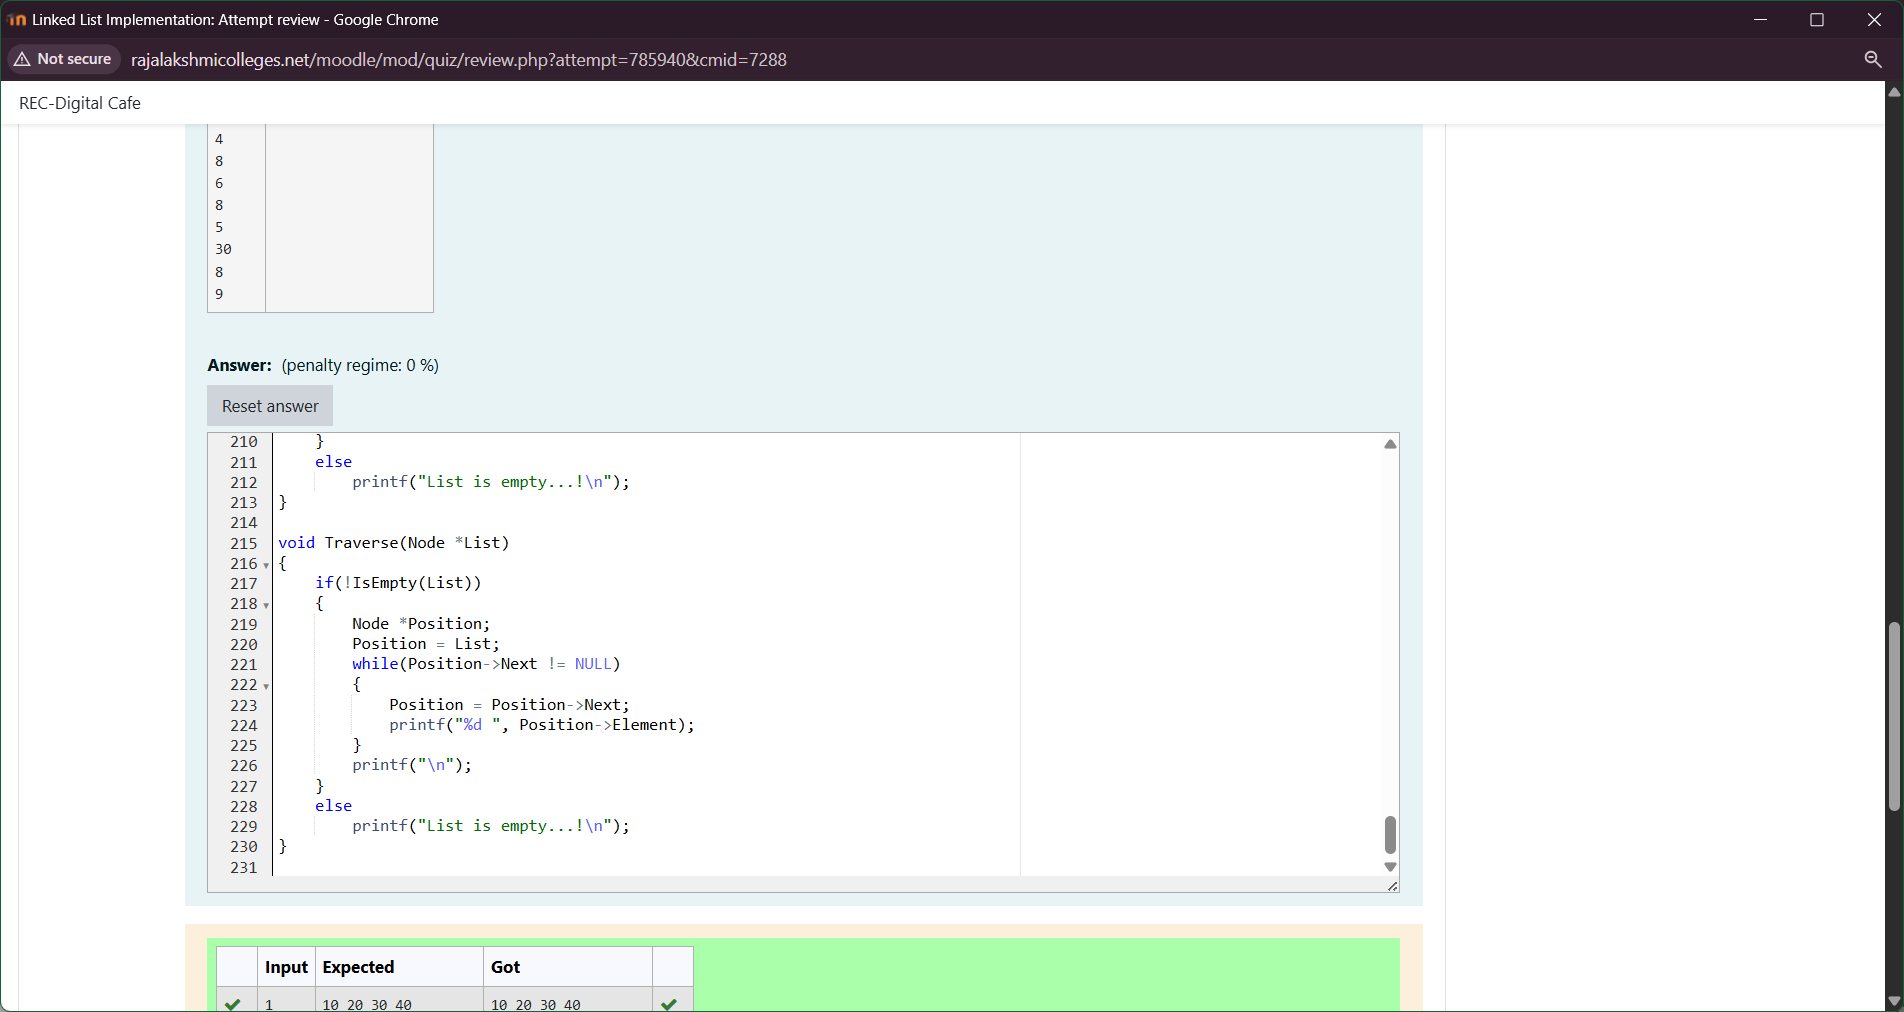 Linked List Implementation: Attempt review - Google Chrome
Not secure
rajalakshmicolleges.net/moodle/mod/quiz/review.php?attempt=785940&cmid=7288
REC-Digital Cafe
4
8
6
8
5
30
8
9
Answer: (penalty regime: 0 %)
Reset answer
210     }
211     else
212         printf("List is empty...!\n");
213 }
214
215 void Traverse(Node *List)
216 {
217     if(!IsEmpty(List))
218     {
219         Node *Position;
220         Position = List;
221         while(Position->Next != NULL)
222         {
223             Position = Position->Next;
224             printf("%d ", Position->Element);
225         }
226         printf("\n");
227     }
228     else
229         printf("List is empty...!\n");
230 }
231
Input Expected Got
1 10 20 30 40 10 20 30 40